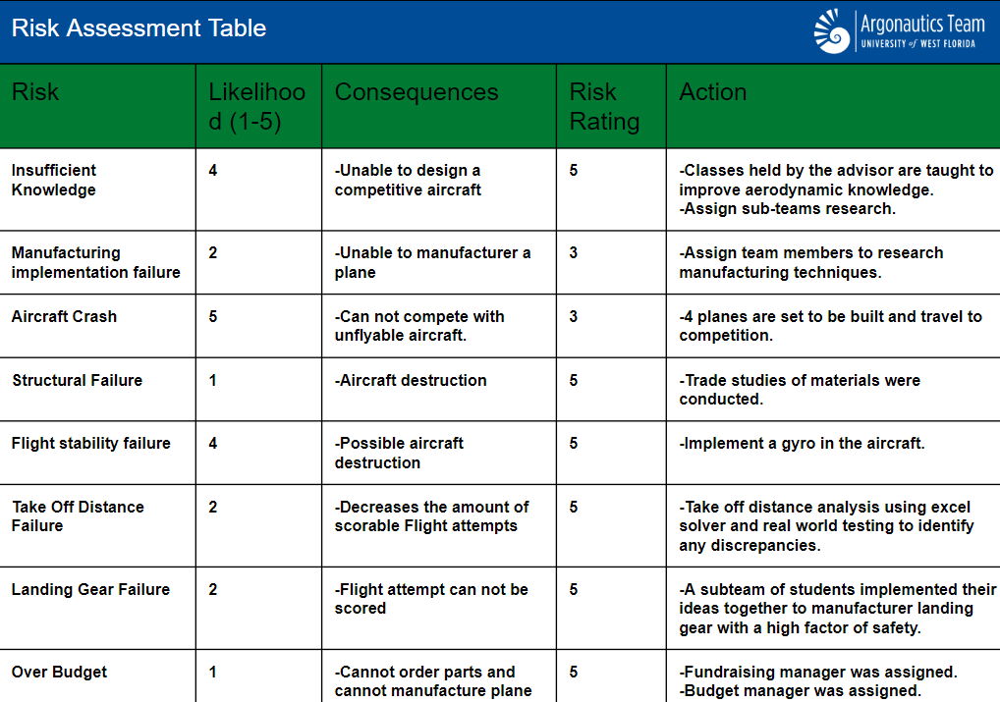 Risk Assessment Table
Argonautics Team
UNIVERSITY of WEST FLORIDA
Risk
Likelihoo
d (1-5)
Consequences
Risk
Rating
Action
Insufficient
Knowledge
4
-Unable to design a
competitive aircraft
5
-Classes held by the advisor are taught to
improve aerodynamic knowledge.
-Assign sub-teams research.
Manufacturing
implementation failure
2
-Unable to manufacturer a
plane
3
-Assign team members to research
manufacturing techniques.
Aircraft Crash
5
-Can not compete with
unflyable aircraft.
3
-4 planes are set to be built and travel to
competition.
Structural Failure
1
-Aircraft destruction
5
-Trade studies of materials were
conducted.
Flight stability failure
4
-Possible aircraft
destruction
5
-Implement a gyro in the aircraft.
Take Off Distance
Failure
2
-Decreases the amount of
scorable Flight attempts
5
-Take off distance analysis using excel
solver and real world testing to identify
any discrepancies.
Landing Gear Failure
2
-Flight attempt can not be
scored
5
-A subteam of students implemented their
ideas together to manufacturer landing
gear with a high factor of safety.
Over Budget
1
-Cannot order parts and
cannot manufacture plane
5
-Fundraising manager was assigned.
-Budget manager was assigned.